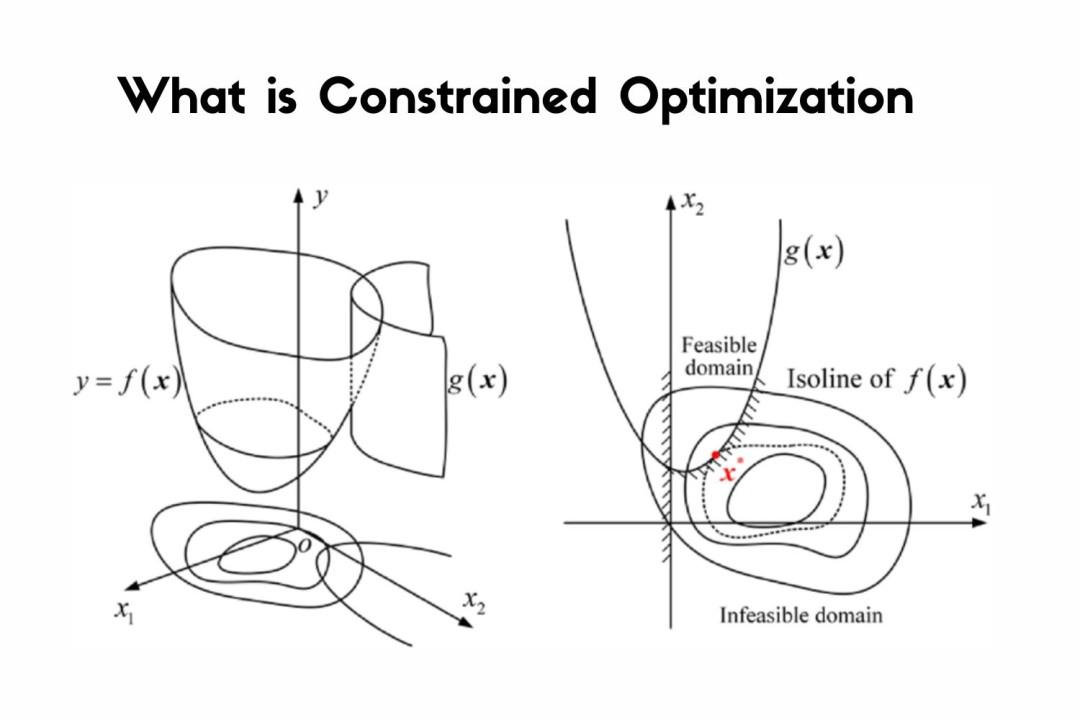 What is Constrained Optimization
y
y = f(x)
g(x)
o
x₁
x₂
x₂
g(x)
Feasible
domain
Isoline of f(x)
x*
x₁
Infeasible domain